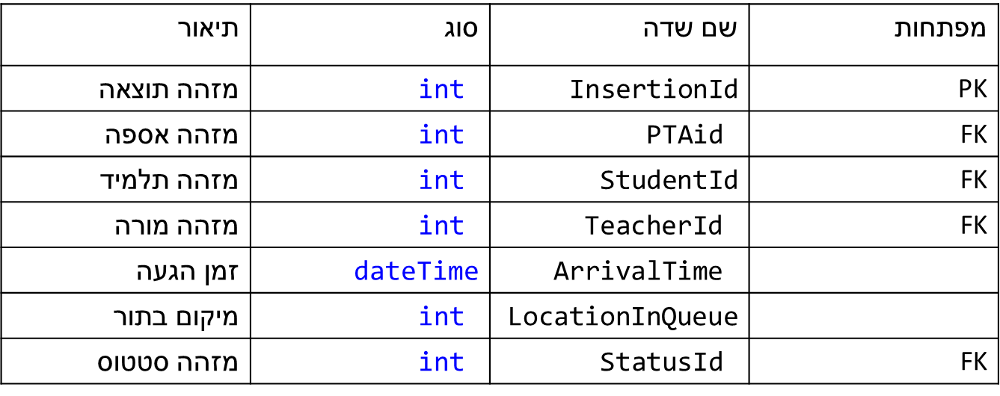 מפתחות שם שדה סוג תיאור
PK InsertionId int מזהה תוצאה
FK PTAid int מזהה אספה
FK StudentId int מזהה תלמיד
FK TeacherId int מזהה מורה
ArrivalTime dateTime זמן הגעה
LocationInQueue int מיקום בתור
FK StatusId int מזהה סטטוס